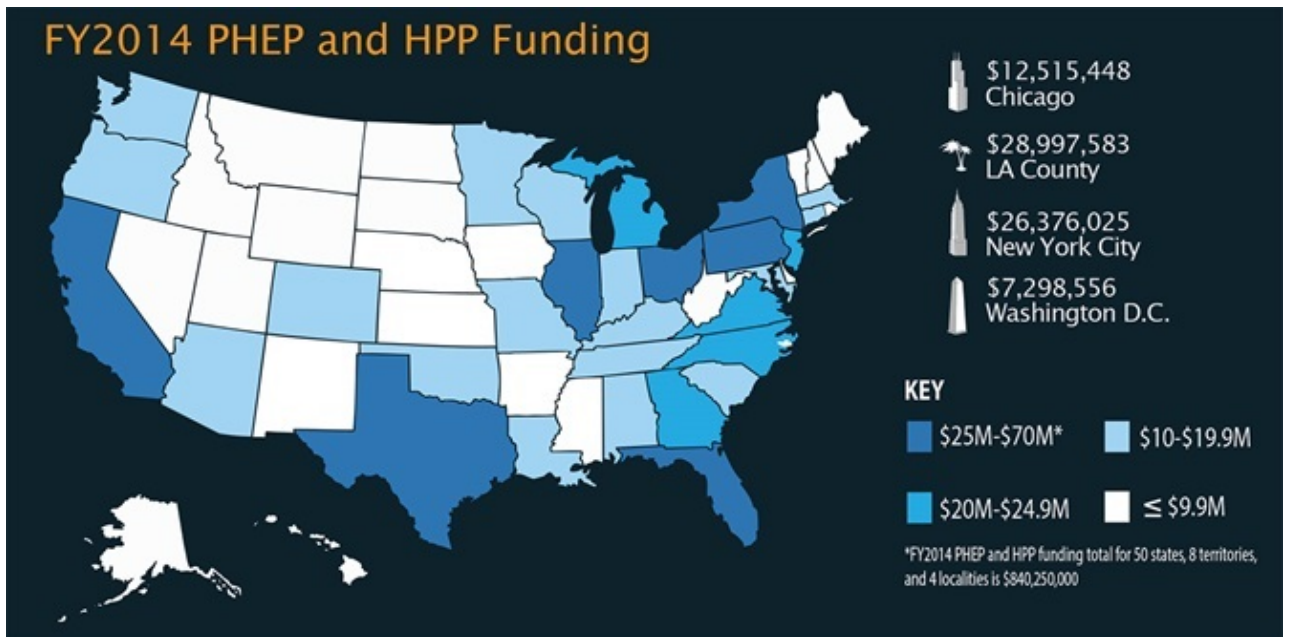 FY2014 PHEP and HPP Funding
$12,515,448
Chicago
$28,997,583
LA County
$26,376,025
New York City
$7,298,556
Washington D.C.
KEY
$25M-$70M*
$10-$19.9M
$20M-$24.9M
≤ $9.9M
*FY2014 PHEP and HPP funding total for 50 states, 8 territories,
and 4 localities is $840,250,000